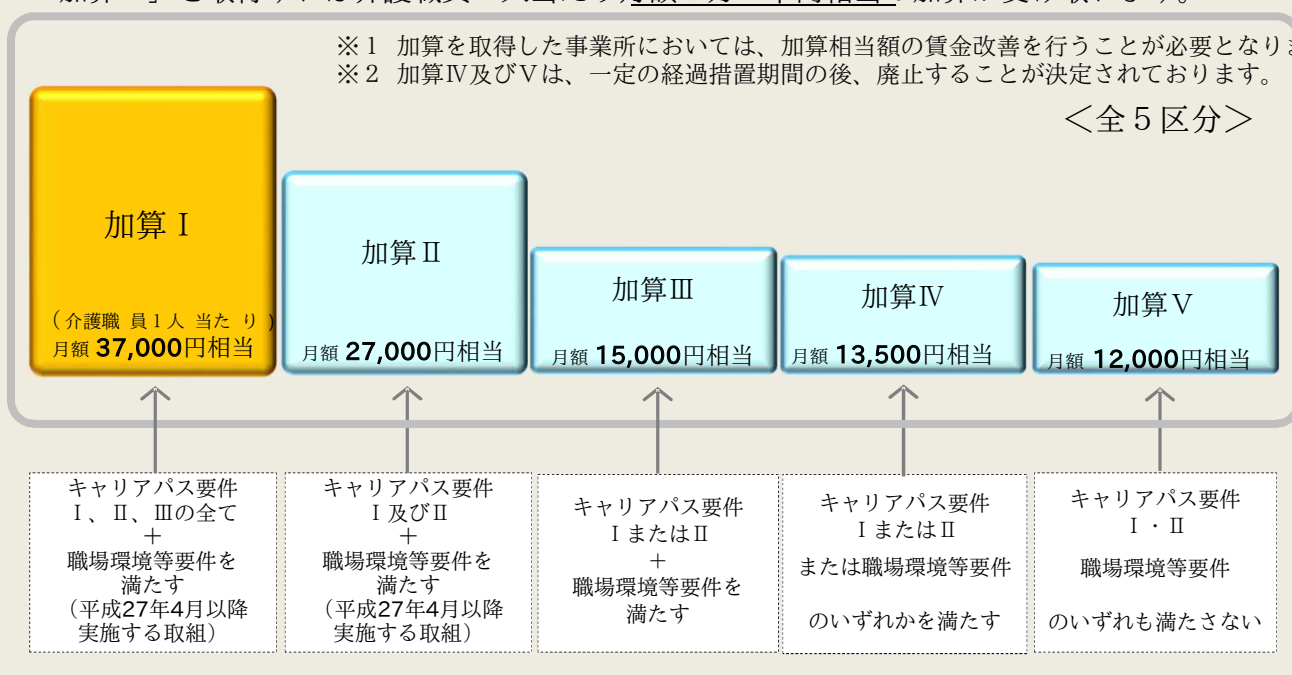 ※１ 加算を取得した事業所においては、加算相当額の賃金改善を行うことが必要となりま
※２ 加算Ⅳ及びⅤは、一定の経過措置期間の後、廃止することが決定されております。
＜全５区分＞
加算Ⅰ
（介護職 員１人 当た り）
月額 37,000円相当
加算Ⅱ
月額 27,000円相当
加算Ⅲ
月額 15,000円相当
加算Ⅳ
月額 13,500円相当
加算Ⅴ
月額 12,000円相当
キャリアパス要件
Ⅰ、Ⅱ、Ⅲの全て
＋
職場環境等要件を
満たす
（平成27年4月以降
実施する取組）
キャリアパス要件
Ⅰ及びⅡ
＋
職場環境等要件を
満たす
（平成27年4月以降
実施する取組）
キャリアパス要件
ⅠまたはⅡ
＋
職場環境等要件を
満たす
キャリアパス要件
ⅠまたはⅡ
または職場環境等要件
のいずれかを満たす
キャリアパス要件
Ⅰ・Ⅱ
職場環境等要件
のいずれも満たさない